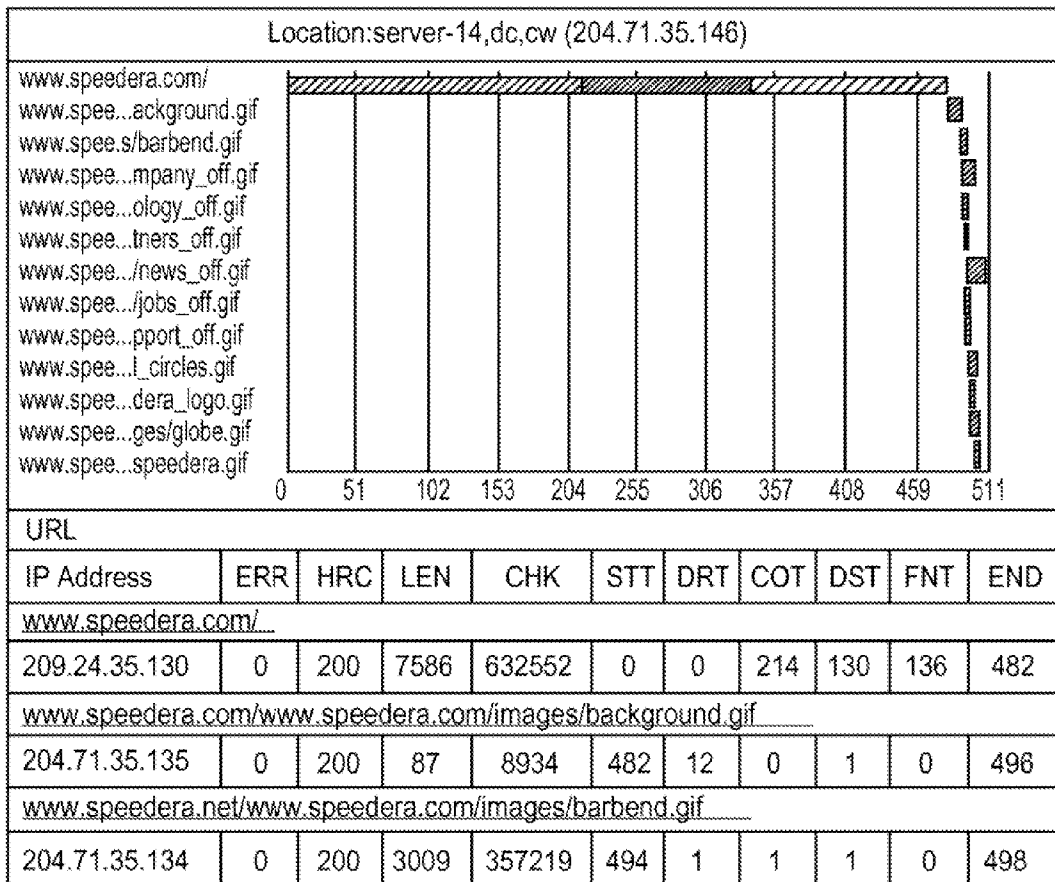 Location:server-14,dc,cw (204.71.35.146)
www.speedera.com/
www.spee...ackground.gif
www.spee.s/barbend.gif
www.spee...mpany_off.gif
www.spee...ology_off.gif
www.spee...tners_off.gif
www.spee.../news_off.gif
www.spee.../jobs_off.gif
www.spee...pport_off.gif
www.spee...l_circles.gif
www.spee...dera_logo.gif
www.spee...ges/globe.gif
www.spee...speedera.gif
0 51 102 153 204 255 306 357 408 459 511
URL
IP Address ERR HRC LEN CHK STT DRT COT DST FNT END
www.speedera.com/
209.24.35.130 0 200 7586 632552 0 0 214 130 136 482
www.speedera.com/www.speedera.com/images/background.gif
204.71.35.135 0 200 87 8934 482 12 0 1 0 496
www.speedera.net/www.speedera.com/images/barbend.gif
204.71.35.134 0 200 3009 357219 494 1 1 1 0 498